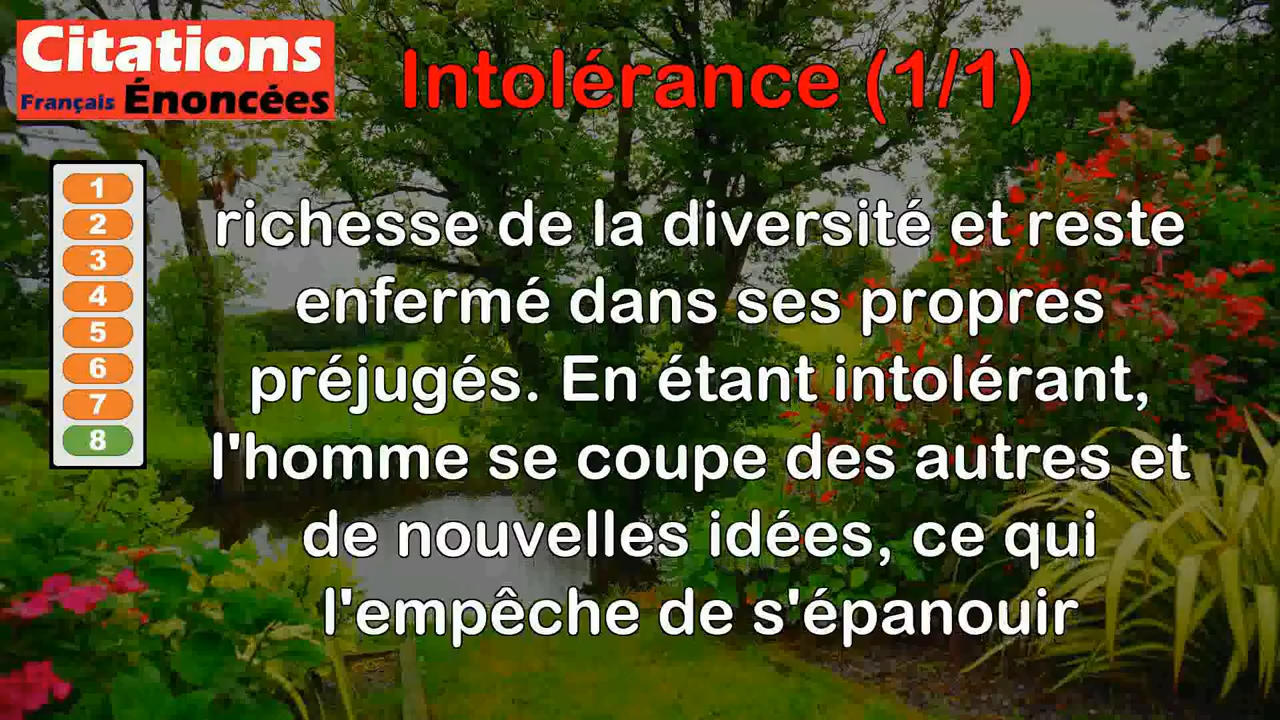 Citations
Français Énoncées
Intolérance (1/1)
1
2
3
4
5
6
7
8
richesse de la diversité et reste
enfermé dans ses propres
préjugés. En étant intolérant,
l'homme se coupe des autres et
de nouvelles idées, ce qui
l'empêche de s'épanouir